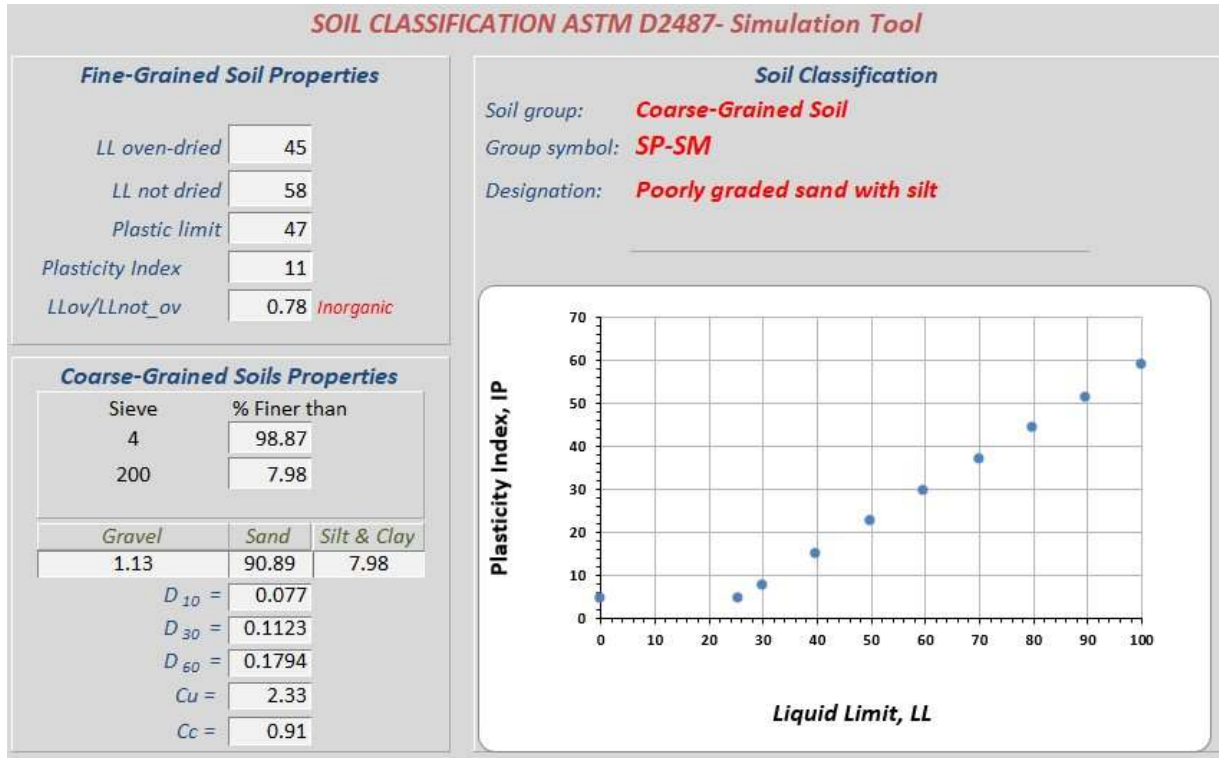 SOIL CLASSIFICATION ASTM D2487- Simulation Tool
Fine-Grained Soil Properties
LL oven-dried 45
LL not dried 58
Plastic limit 47
Plasticity Index 11
LLov/LLnot_ov 0.78 Inorganic
Coarse-Grained Soils Properties
Sieve % Finer than
4 98.87
200 7.98
Gravel Sand Silt & Clay
1.13 90.89 7.98
D 10 = 0.077
D 30 = 0.1123
D 60 = 0.1794
Cu = 2.33
Cc = 0.91
Soil Classification
Soil group: Coarse-Grained Soil
Group symbol: SP-SM
Designation: Poorly graded sand with silt
Plasticity Index, IP
70
60
50
40
30
20
10
0
0 10 20 30 40 50 60 70 80 90 100
Liquid Limit, LL